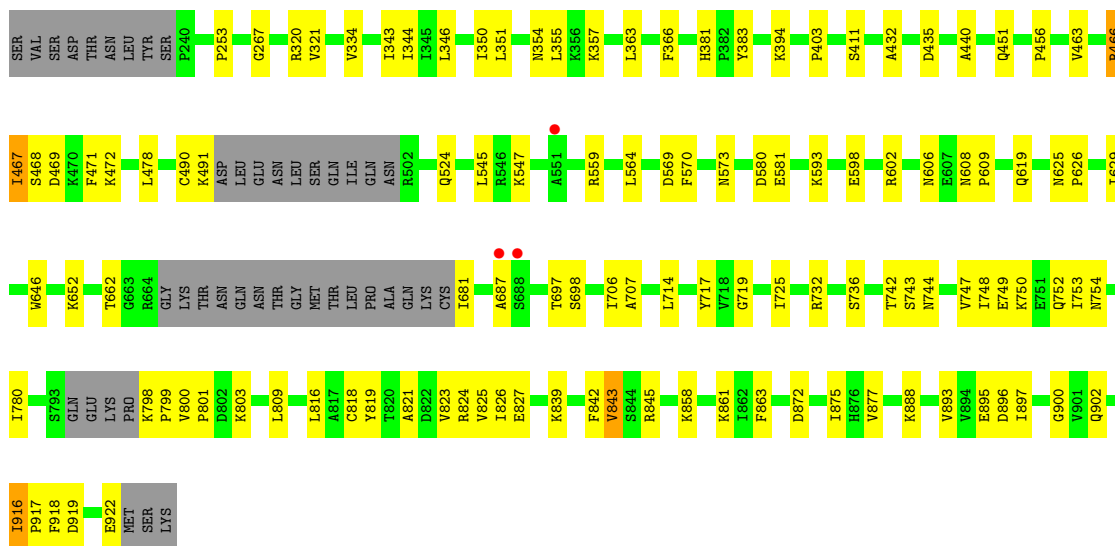 SER VAL SER ASP THR ASN LEU TYR SER P240 P253 G267 R320 V321 V334 I343 I344 I345 L346 I350 L351 N354 L355 K356 K357 L363 F366 H381 P382 Y383 K394 P403 S411 A432 D435 A440 Q451 P456 V463 R466
I467 S468 D469 K470 F471 K472 L478 C490 K491 ASP LEU GLU ASN LEU SER GLN ILE GLN ASN R502 Q524 L545 R546 K547 A551 R559 L564 D569 F570 N573 D580 E581 K593 E598 R602 N606 E607 N608 P609 Q619 N625 P626 I629
W646 K652 T662 G663 R664 GLY LYS THR ASN GLN ASN THR GLY MET THR LEU PRO ALA GLN LYS CYS I681 A687 S688 T697 S698 I706 A707 L714 Y717 V718 G719 I725 R732 S736 T742 S743 N744 V747 I748 E749 K750 E751 Q752 I753 N754
I780 S793 GLN GLU LYS PRO K798 P799 V800 P801 D802 K803 L809 L816 A817 C818 Y819 T820 A821 D822 V823 R824 V825 I826 E827 K839 F842 V843 S844 R845 K858 K861 I862 F863 D872 I875 H876 V877 K888 V893 V894 E895 D896 I897 G900 V901 Q902
I916 P917 F918 D919 E922 MET SER LYS